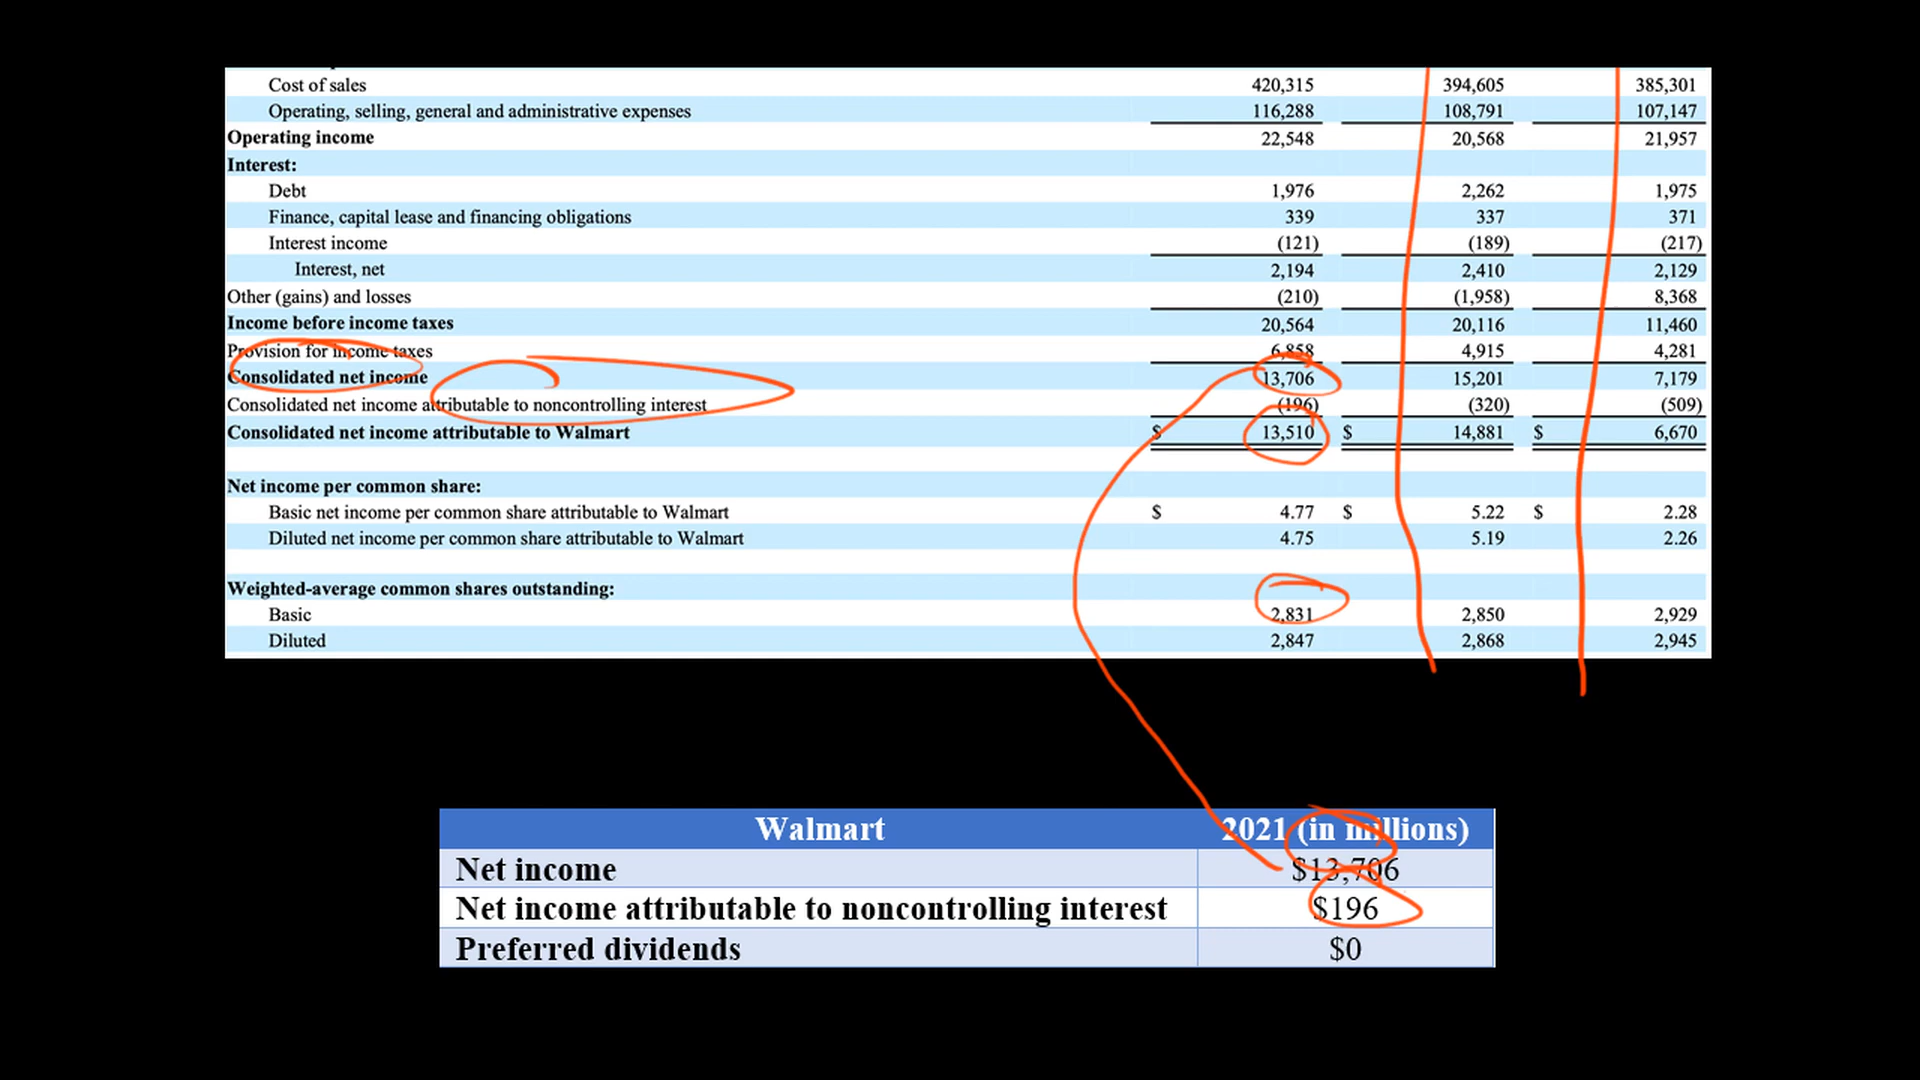 Cost of sales 420,315 394,605 385,301
Operating, selling, general and administrative expenses 116,288 108,791 107,147
Operating income 22,548 20,568 21,957
Interest:
Debt 1,976 2,262 1,975
Finance, capital lease and financing obligations 339 337 371
Interest income (121) (189) (217)
Interest, net 2,194 2,410 2,129
Other (gains) and losses (210) (1,958) 8,368
Income before income taxes 20,564 20,116 11,460
Provision for income taxes 6,858 4,915 4,281
Consolidated net income 13,706 15,201 7,179
Consolidated net income attributable to noncontrolling interest (196) (320) (509)
Consolidated net income attributable to Walmart $ 13,510 $ 14,881 $ 6,670
Net income per common share:
Basic net income per common share attributable to Walmart $ 4.77 $ 5.22 $ 2.28
Diluted net income per common share attributable to Walmart 4.75 5.19 2.26
Weighted-average common shares outstanding:
Basic 2,831 2,850 2,929
Diluted 2,847 2,868 2,945
Walmart 2021 (in millions)
Net income $13,706
Net income attributable to noncontrolling interest $196
Preferred dividends $0